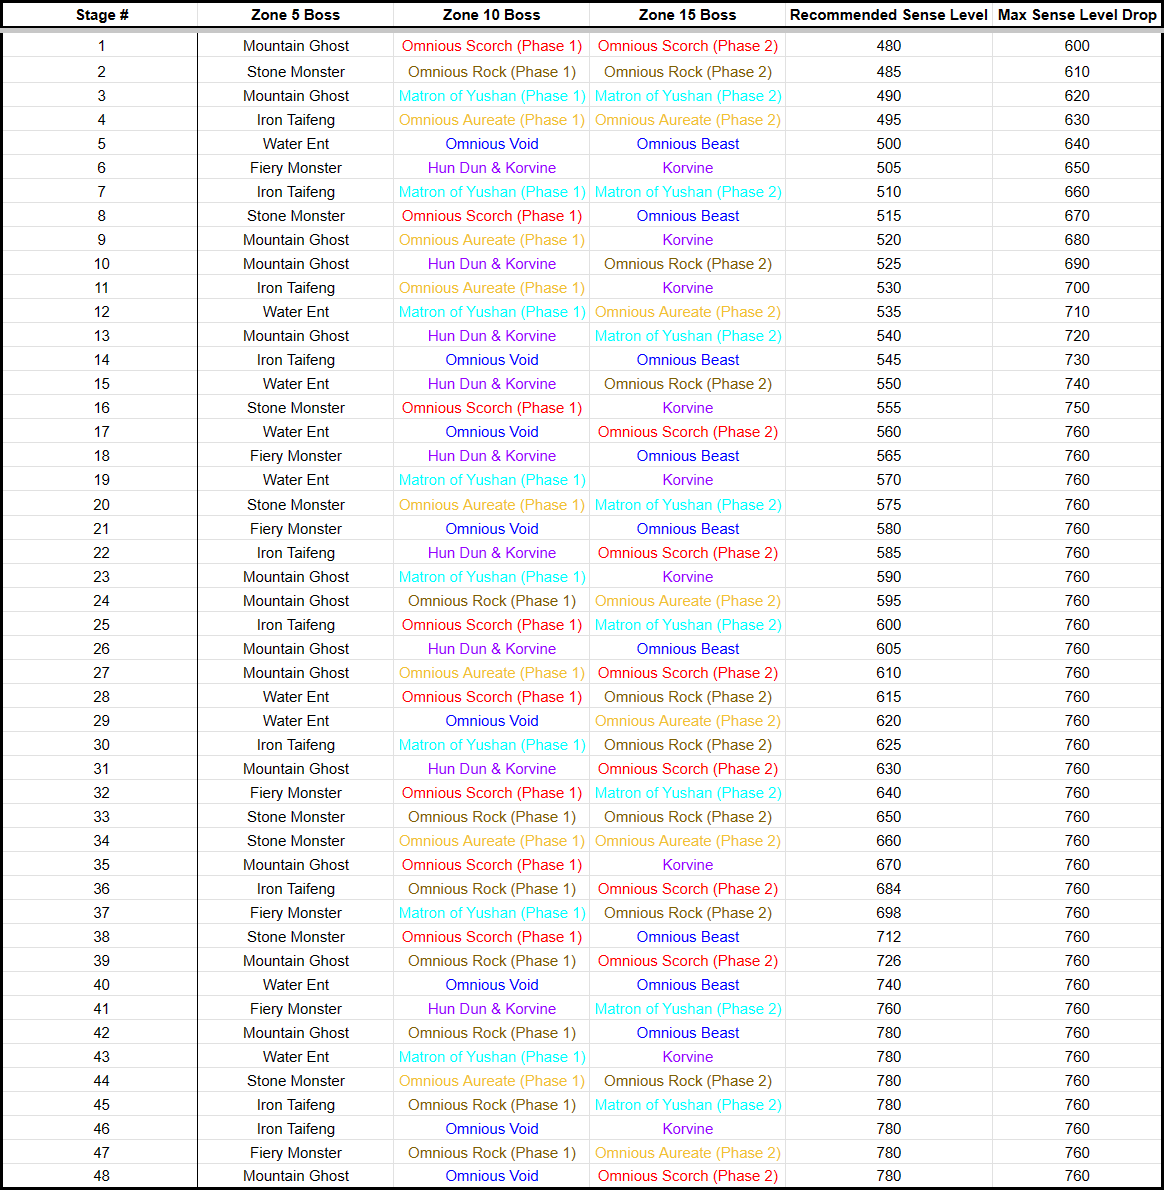 Stage # Zone 5 Boss Zone 10 Boss Zone 15 Boss Recommended Sense Level Max Sense Level Drop
1 Mountain Ghost Omnious Scorch (Phase 1) Omnious Scorch (Phase 2) 480 600
2 Stone Monster Omnious Rock (Phase 1) Omnious Rock (Phase 2) 485 610
3 Mountain Ghost Matron of Yushan (Phase 1) Matron of Yushan (Phase 2) 490 620
4 Iron Taifeng Omnious Aureate (Phase 1) Omnious Aureate (Phase 2) 495 630
5 Water Ent Omnious Void Omnious Beast 500 640
6 Fiery Monster Hun Dun & Korvine Korvine 505 650
7 Iron Taifeng Matron of Yushan (Phase 1) Matron of Yushan (Phase 2) 510 660
8 Stone Monster Omnious Scorch (Phase 1) Omnious Beast 515 670
9 Mountain Ghost Omnious Aureate (Phase 1) Korvine 520 680
10 Mountain Ghost Hun Dun & Korvine Omnious Rock (Phase 2) 525 690
11 Iron Taifeng Omnious Aureate (Phase 1) Korvine 530 700
12 Water Ent Matron of Yushan (Phase 1) Omnious Aureate (Phase 2) 535 710
13 Mountain Ghost Hun Dun & Korvine Matron of Yushan (Phase 2) 540 720
14 Iron Taifeng Omnious Void Omnious Beast 545 730
15 Water Ent Hun Dun & Korvine Omnious Rock (Phase 2) 550 740
16 Stone Monster Omnious Scorch (Phase 1) Korvine 555 750
17 Water Ent Omnious Void Omnious Scorch (Phase 2) 560 760
18 Fiery Monster Hun Dun & Korvine Omnious Beast 565 760
19 Water Ent Matron of Yushan (Phase 1) Korvine 570 760
20 Stone Monster Omnious Aureate (Phase 1) Matron of Yushan (Phase 2) 575 760
21 Fiery Monster Omnious Void Omnious Beast 580 760
22 Iron Taifeng Hun Dun & Korvine Omnious Scorch (Phase 2) 585 760
23 Mountain Ghost Matron of Yushan (Phase 1) Korvine 590 760
24 Mountain Ghost Omnious Rock (Phase 1) Omnious Aureate (Phase 2) 595 760
25 Iron Taifeng Omnious Scorch (Phase 1) Matron of Yushan (Phase 2) 600 760
26 Mountain Ghost Hun Dun & Korvine Omnious Beast 605 760
27 Mountain Ghost Omnious Aureate (Phase 1) Omnious Scorch (Phase 2) 610 760
28 Water Ent Omnious Scorch (Phase 1) Omnious Rock (Phase 2) 615 760
29 Water Ent Omnious Void Omnious Aureate (Phase 2) 620 760
30 Iron Taifeng Matron of Yushan (Phase 1) Omnious Rock (Phase 2) 625 760
31 Mountain Ghost Hun Dun & Korvine Omnious Scorch (Phase 2) 630 760
32 Fiery Monster Omnious Scorch (Phase 1) Matron of Yushan (Phase 2) 640 760
33 Stone Monster Omnious Rock (Phase 1) Omnious Rock (Phase 2) 650 760
34 Stone Monster Omnious Aureate (Phase 1) Omnious Aureate (Phase 2) 660 760
35 Mountain Ghost Omnious Scorch (Phase 1) Korvine 670 760
36 Iron Taifeng Omnious Rock (Phase 1) Omnious Scorch (Phase 2) 684 760
37 Fiery Monster Matron of Yushan (Phase 1) Omnious Rock (Phase 2) 698 760
38 Stone Monster Omnious Scorch (Phase 1) Omnious Beast 712 760
39 Mountain Ghost Omnious Rock (Phase 1) Omnious Scorch (Phase 2) 726 760
40 Water Ent Omnious Void Omnious Beast 740 760
41 Fiery Monster Hun Dun & Korvine Matron of Yushan (Phase 2) 760 760
42 Mountain Ghost Omnious Rock (Phase 1) Omnious Beast 780 760
43 Water Ent Matron of Yushan (Phase 1) Korvine 780 760
44 Stone Monster Omnious Aureate (Phase 1) Omnious Rock (Phase 2) 780 760
45 Iron Taifeng Omnious Rock (Phase 1) Matron of Yushan (Phase 2) 780 760
46 Iron Taifeng Omnious Void Korvine 780 760
47 Fiery Monster Omnious Rock (Phase 1) Omnious Aureate (Phase 2) 780 760
48 Mountain Ghost Omnious Void Omnious Scorch (Phase 2) 780 760